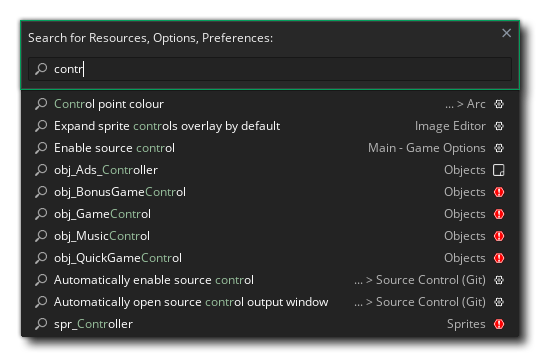 Search for Resources, Options, Preferences:
contr
Control point colour ... > Arc
Expand sprite controls overlay by default Image Editor
Enable source control Main - Game Options
obj_Ads_Controller Objects
obj_BonusGameControl Objects
obj_GameControl Objects
obj_MusicControl Objects
obj_QuickGameControl Objects
Automatically enable source control ... > Source Control (Git)
Automatically open source control output window ... > Source Control (Git)
spr_Controller Sprites